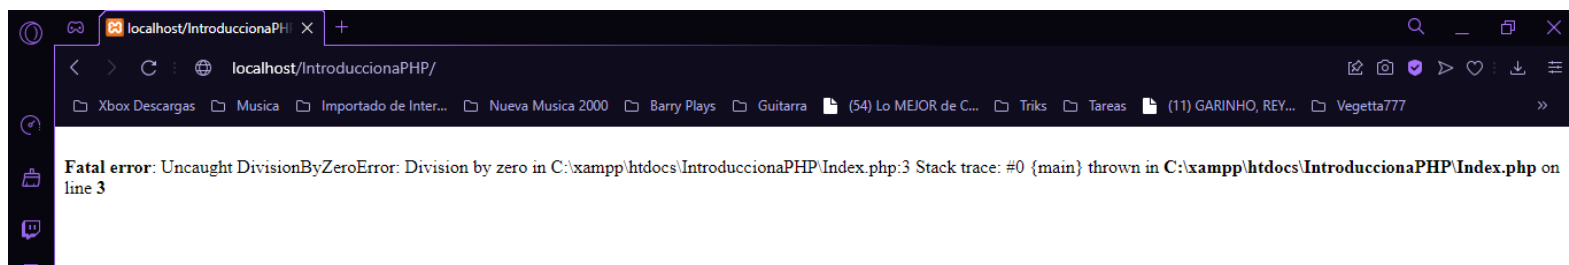 localhost/IntroduccionaPH
localhost/IntroduccionaPHP/
Xbox Descargas Musica Importado de Inter... Nueva Musica 2000 Barry Plays Guitarra (54) Lo MEJOR de C... Triks Tareas (11) GARINHO, REY... Vegetta777 »
Fatal error: Uncaught DivisionByZeroError: Division by zero in C:\xampp\htdocs\IntroduccionaPHP\Index.php:3 Stack trace: #0 {main} thrown in C:\xampp\htdocs\IntroduccionaPHP\Index.php on
line 3